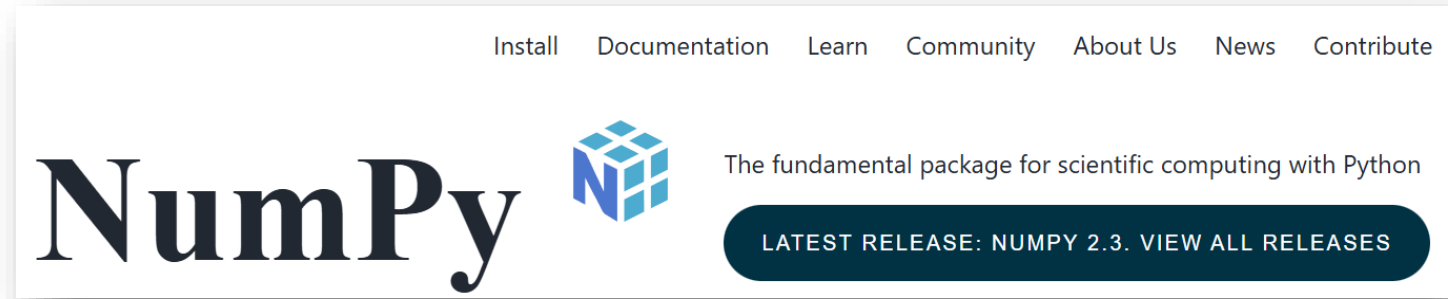 Install Documentation Learn Community About Us News Contribute
NumPy
N
The fundamental package for scientific computing with Python
LATEST RELEASE: NUMPY 2.3. VIEW ALL RELEASES